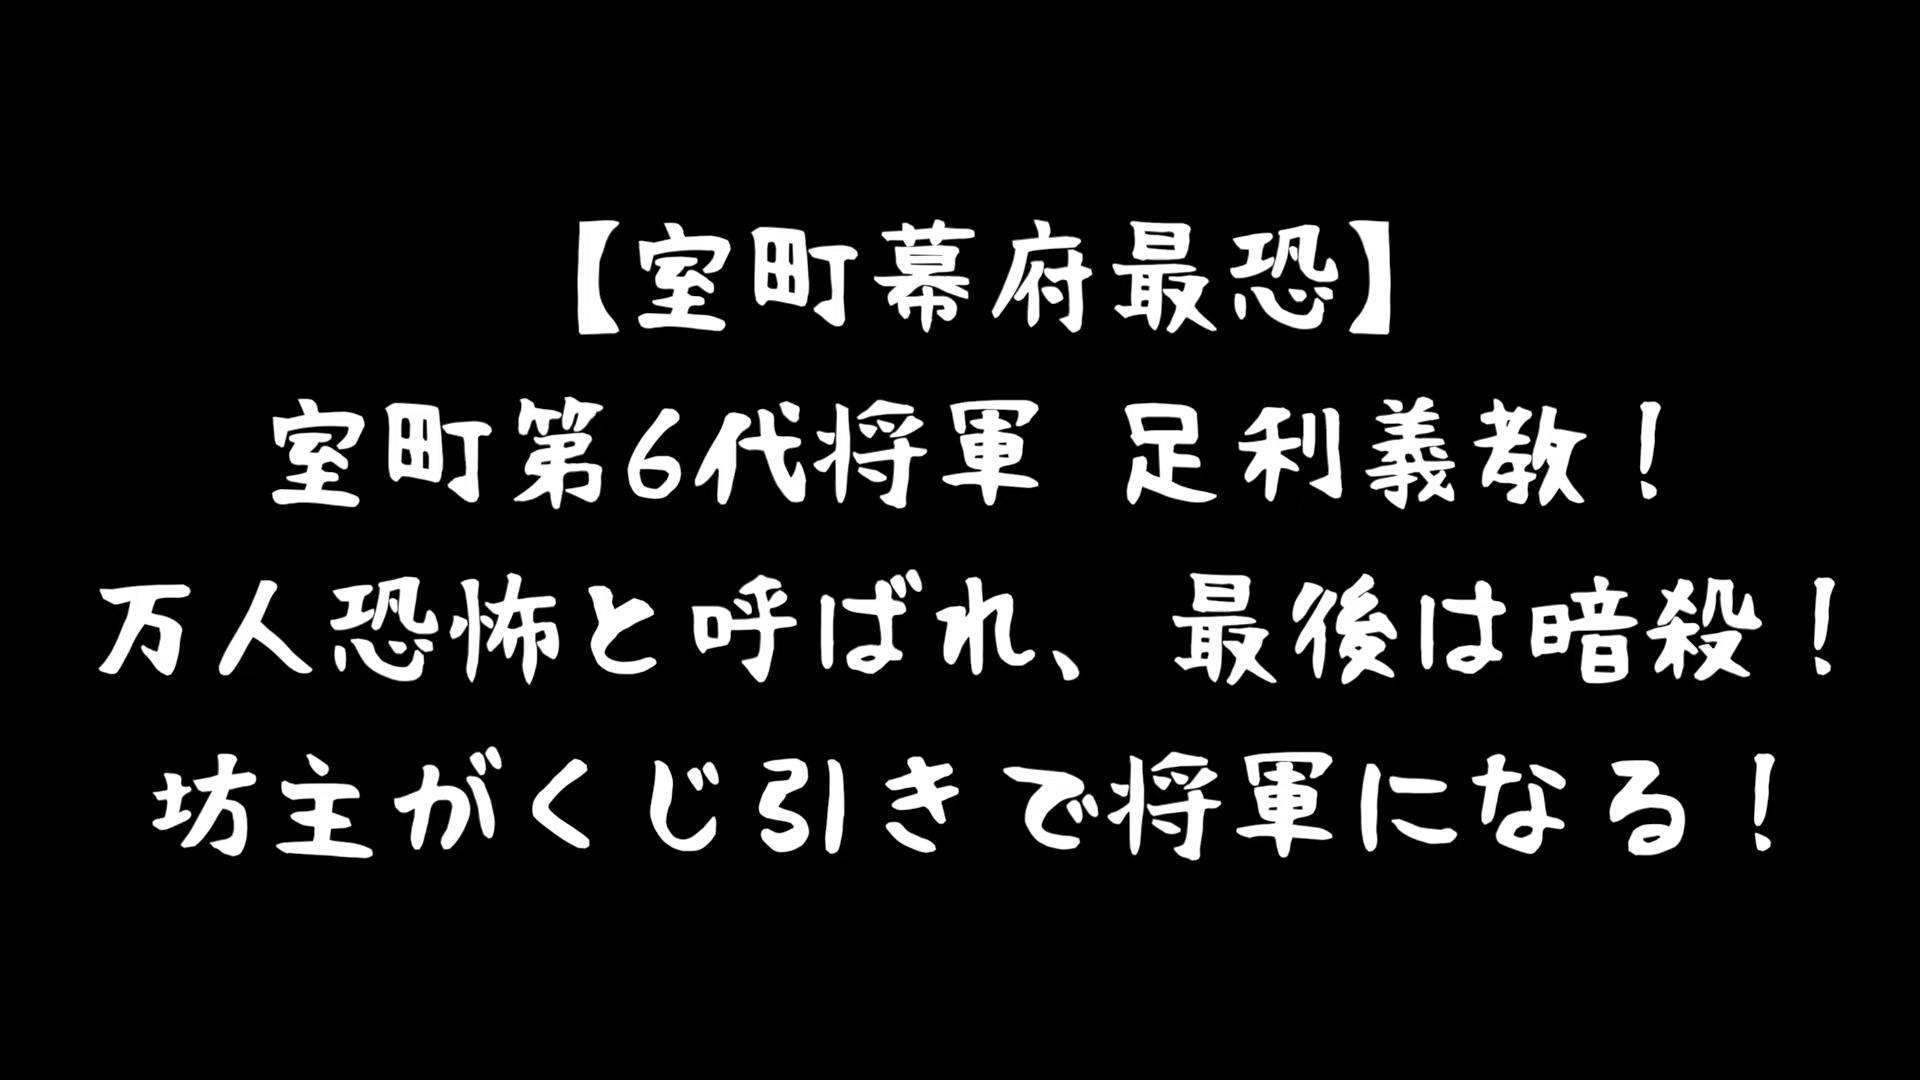 【室町幕府最恐】
室町第6代将軍 足利義教！
万人恐怖と呼ばれ、最後は暗殺！
坊主がくじ引きで将軍になる！